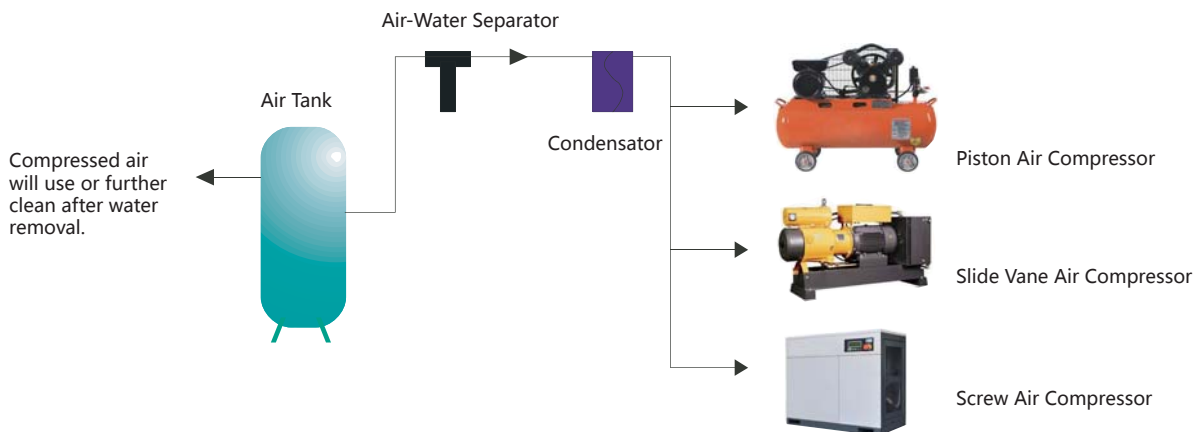 Air-Water Separator
Air Tank
Condensator
Compressed air
will use or further
clean after water
removal.
Piston Air Compressor
Slide Vane Air Compressor
Screw Air Compressor